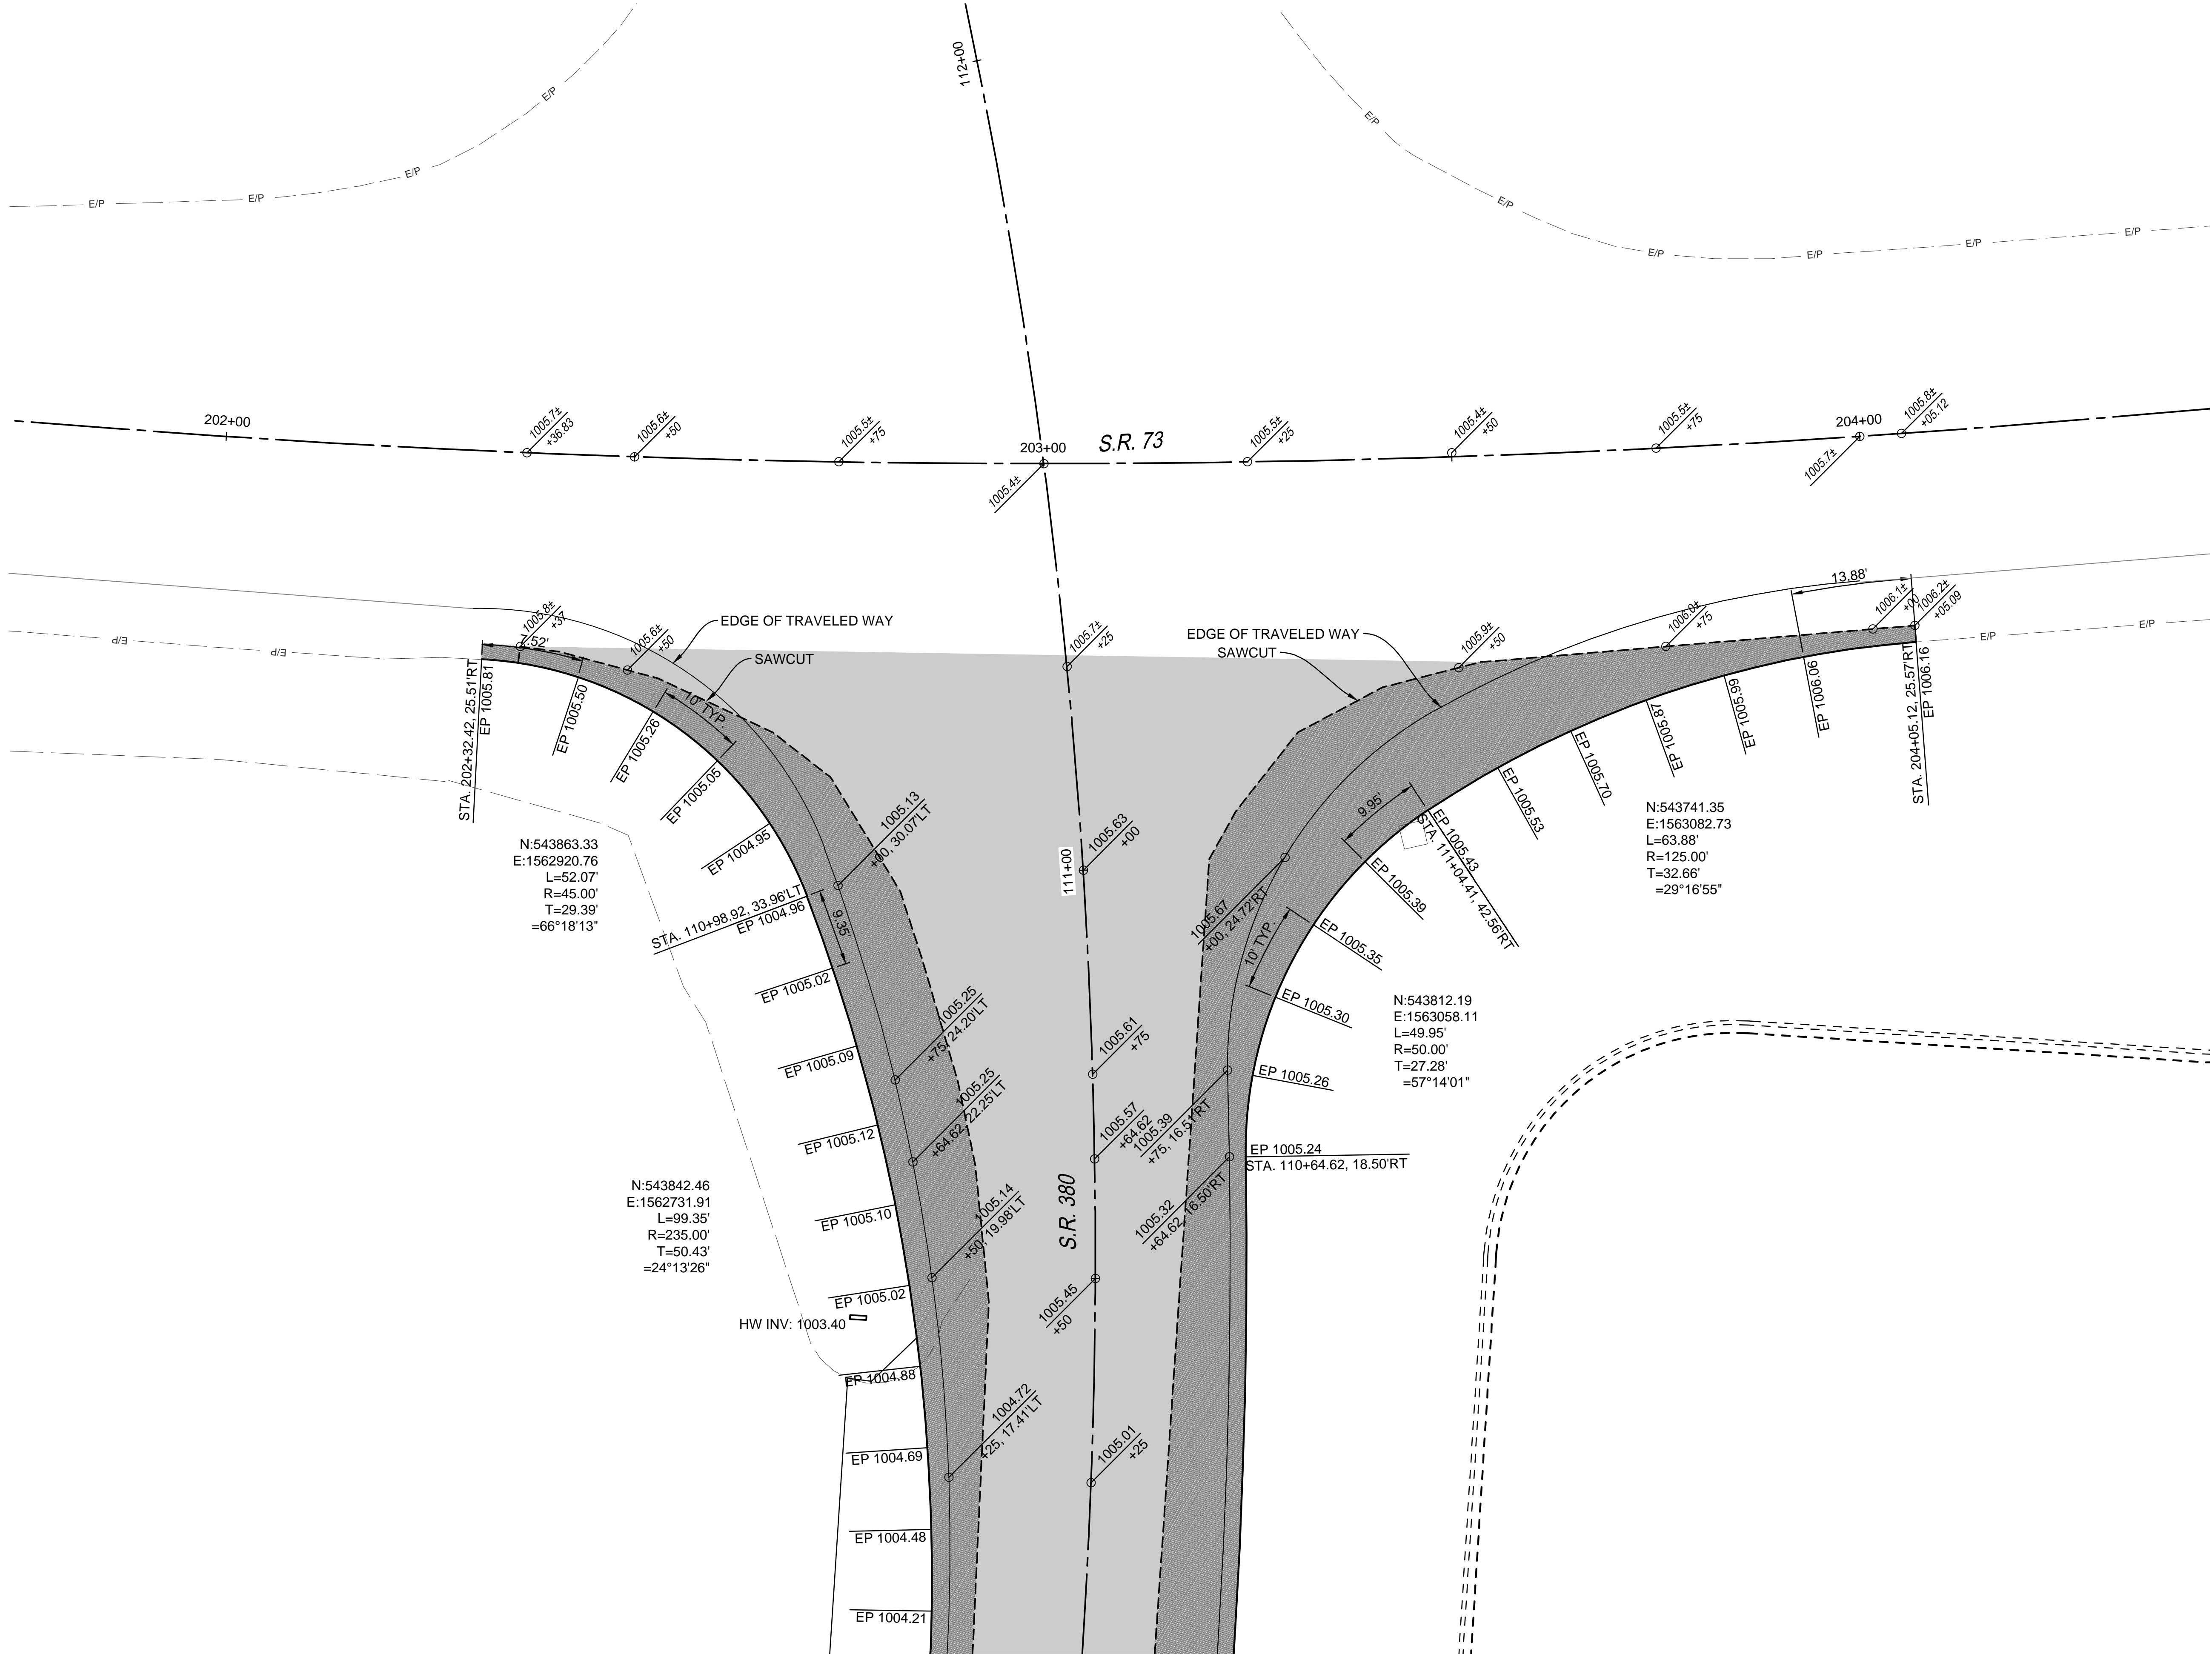 112+00
E/P
E/P
E/P
E/P
E/P
E/P
E/P
E/P
E/P
E/P
202+00
1005.7±
+36.83
1005.6±
+50
1005.5±
+75
203+00
1005.4±
S.R. 73
1005.5±
+25
1005.4±
+50
1005.5±
+75
204+00
1005.7±
1005.8±
+05.12
E/P
E/P
1005.8±
+37
7.52'
1005.6±
+50
EDGE OF TRAVELED WAY
SAWCUT
1005.7±
+25
EDGE OF TRAVELED WAY
SAWCUT
1005.9±
+50
1006.0±
+75
13.88'
1006.1±
+00
1006.2±
+05.09
E/P
E/P
STA. 202+32.42, 25.51'RT
EP 1005.81
EP 1005.50
EP 1005.26
10' TYP.
EP 1005.05
EP 1004.95
STA. 110+98.92, 33.96'LT
EP 1004.96
9.35'
1005.13
+00, 30.07'LT
111+00
1005.63
+00
1005.67
+00, 24.72'RT
9.95'
EP 1005.43
STA. 111+04.41, 42.56'RT
EP 1005.53
EP 1005.70
EP 1005.87
EP 1005.99
EP 1006.06
STA. 204+05.12, 25.57'RT
EP 1006.16
N:543863.33
E:1562920.76
L=52.07'
R=45.00'
T=29.39'
=66°18'13"
N:543741.35
E:1563082.73
L=63.88'
R=125.00'
T=32.66'
=29°16'55"
EP 1005.39
EP 1005.35
10' TYP.
EP 1005.30
EP 1005.26
N:543812.19
E:1563058.11
L=49.95'
R=50.00'
T=27.28'
=57°14'01"
EP 1005.02
1005.25
+75, 24.20'LT
1005.61
+75
EP 1005.09
1005.25
+64.62, 22.25'LT
1005.57
+64.62
1005.39
+75, 16.51'RT
EP 1005.12
EP 1005.24
STA. 110+64.62, 18.50'RT
N:543842.46
E:1562731.91
L=99.35'
R=235.00'
T=50.43'
=24°13'26"
EP 1005.10
1005.14
+50, 19.98'LT
S.R. 380
1005.32
+64.62, 16.50'RT
EP 1005.02
1005.45
+50
HW INV: 1003.40
EP 1004.88
1004.72
+25, 17.41'LT
1005.01
+25
EP 1004.69
EP 1004.48
EP 1004.21